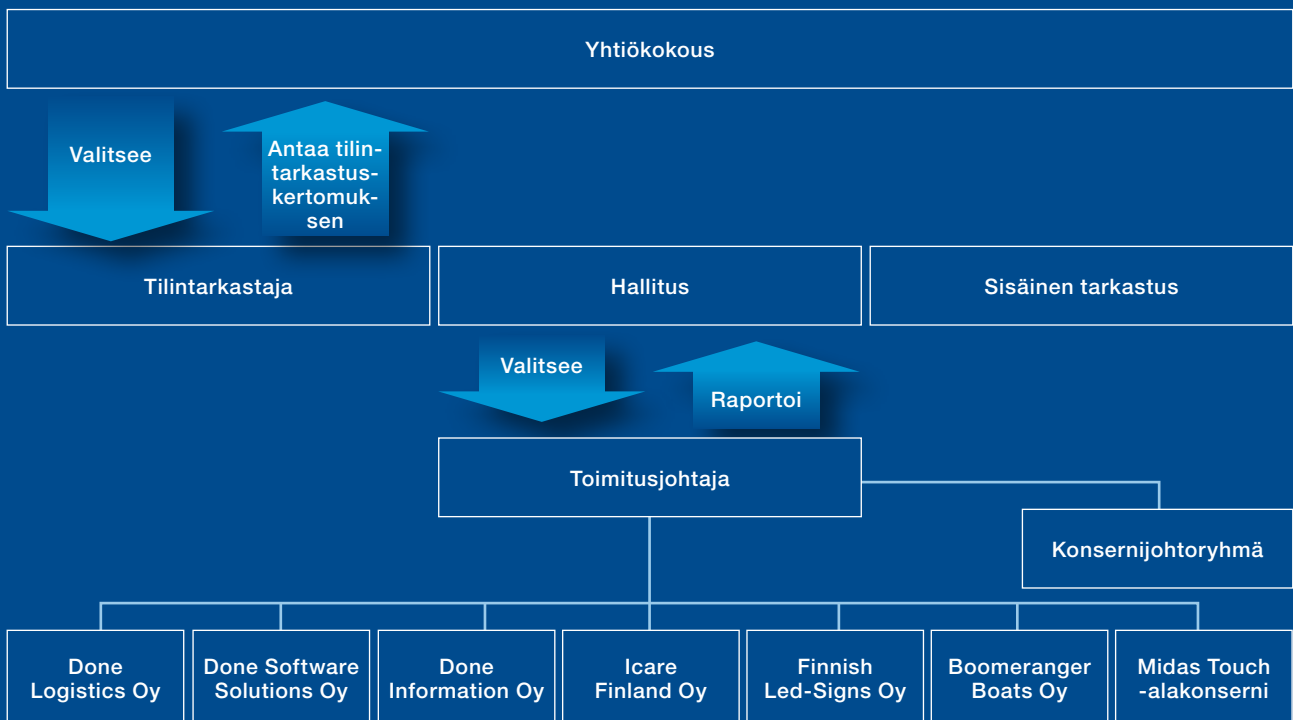 Yhtiökokous
Valitsee
Antaa tilin-
tarkastus-
kertomuk-
sen
Tilintarkastaja
Hallitus
Sisäinen tarkastus
Valitsee
Raportoi
Toimitusjohtaja
Konsernijohtoryhmä
Done
Logistics Oy
Done Software
Solutions Oy
Done
Information Oy
Icare
Finland Oy
Finnish
Led-Signs Oy
Boomeranger
Boats Oy
Midas Touch
-alakonserni